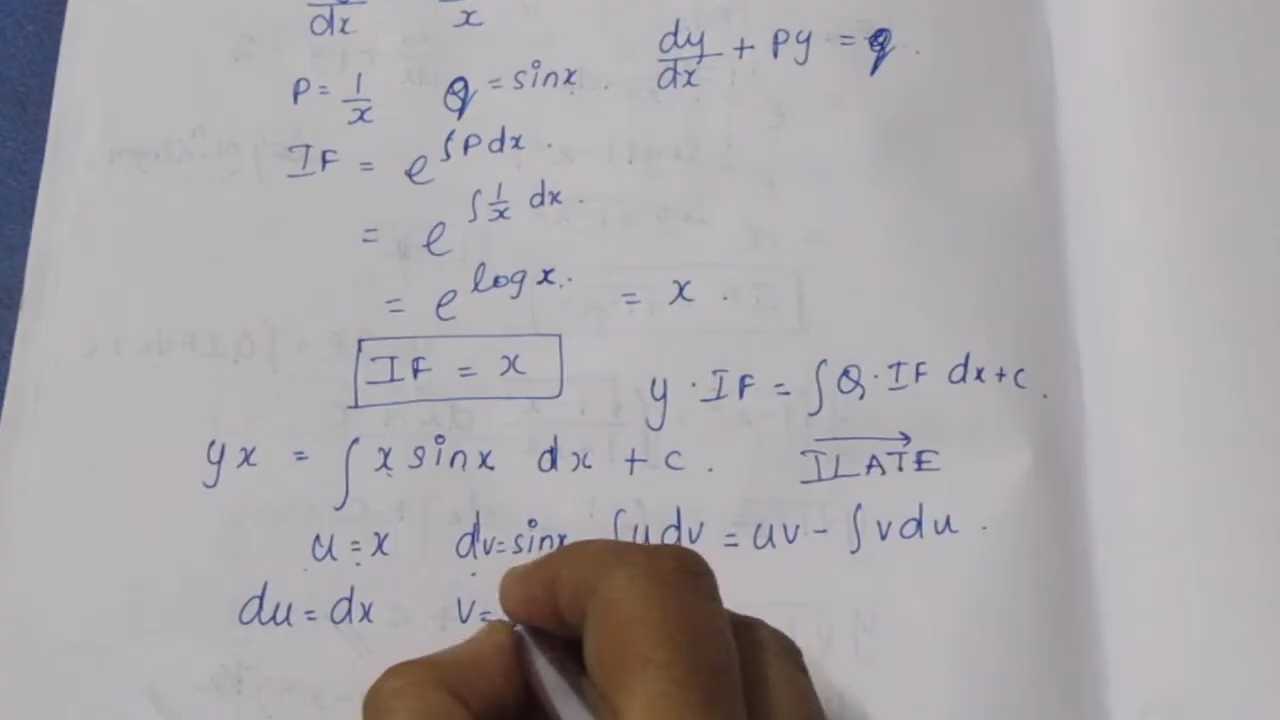 dx x
dy/dx + Py = Q.
P = 1/x Q = sinx.
IF = e^∫Pdx.
= e^∫1/x dx.
= e^log x. = x.
IF = x
y · IF = ∫Q · IF dx + c.
yx = ∫ x sinx dx + c. ILATE
u = x dv = sinx ∫udv = uv - ∫vdu.
du = dx v =